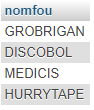 nomfou
GROBRIGAN
DISCOBOL
MEDICIS
HURRYTAPE